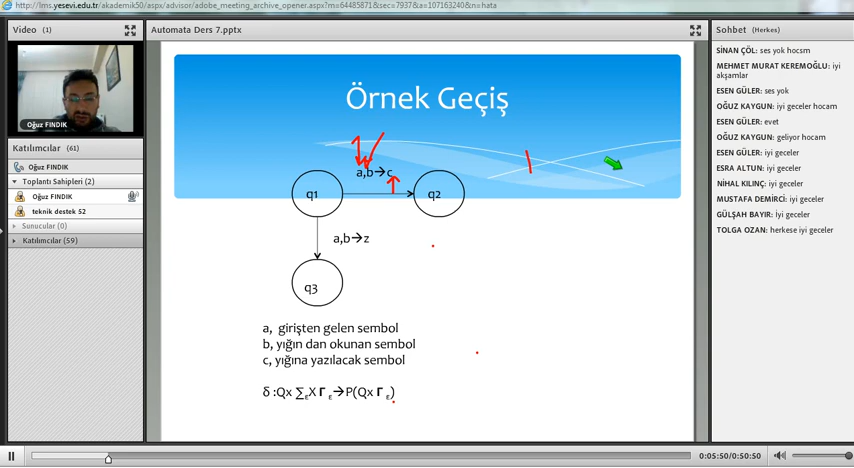 http://lms.yesevi.edu.tr/akademik50/aspx/advisor/adobe_meeting_archive_opener.aspx?m=64485871&sec=7937&a=107163240&n=hata
Video (1)
Oğuz FINDIK
Katılımcılar (61)
Oğuz FINDIK
Toplantı Sahipleri (2)
Oğuz FINDIK
teknik destek 52
Sunucular (0)
Katılımcılar (59)
Automata Ders 7.pptx
Örnek Geçiş
a,b→c
q1
q2
a,b→z
q3
a, girişten gelen sembol
b, yığın dan okunan sembol
c, yığına yazılacak sembol
δ :Qx ∑εX Γ ε→P(Qx Γ ε)
Sohbet (Herkes)
SİNAN ÇÖL: ses yok hocsm
MEHMET MURAT KEREMOĞLU: iyi
akşamlar
ESEN GÜLER: ses yok
OĞUZ KAYGUN: iyi geceler hocam
ESEN GÜLER: evet
OĞUZ KAYGUN: geliyor hocam
ESEN GÜLER: iyi geceler
ESRA ALTUN: iyi geceler
NİHAL KILINÇ: iyi geceler
MUSTAFA DEMİRCİ: iyi geceler
GÜLŞAH BAYIR: İyi geceler
TOLGA OZAN: herkese iyi geceler
0:05:50/0:50:50